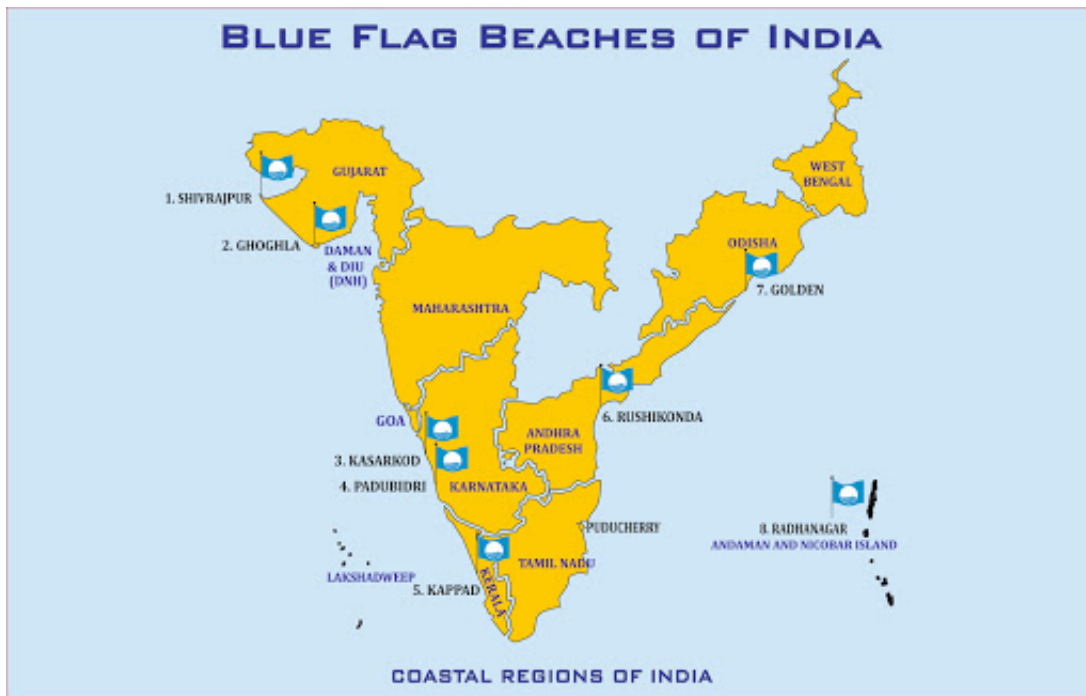 BLUE FLAG BEACHES OF INDIA
WEST
BENGAL
GUJARAT
1. SHIVRAJPUR
2. GHOGHLA
DAMAN
& DIU
(DNH)
ODISHA
7. GOLDEN
MAHARASHTRA
GOA
6. RUSHIKONDA
ANDHRA
PRADESH
3. KASARKOD
4. PADUBIDRI
KARNATAKA
PUDUCHERRY
8. RADHANAGAR
ANDAMAN AND NICOBAR ISLAND
LAKSHADWEEP
TAMIL NADU
5. KAPPAD
KERALA
COASTAL REGIONS OF INDIA